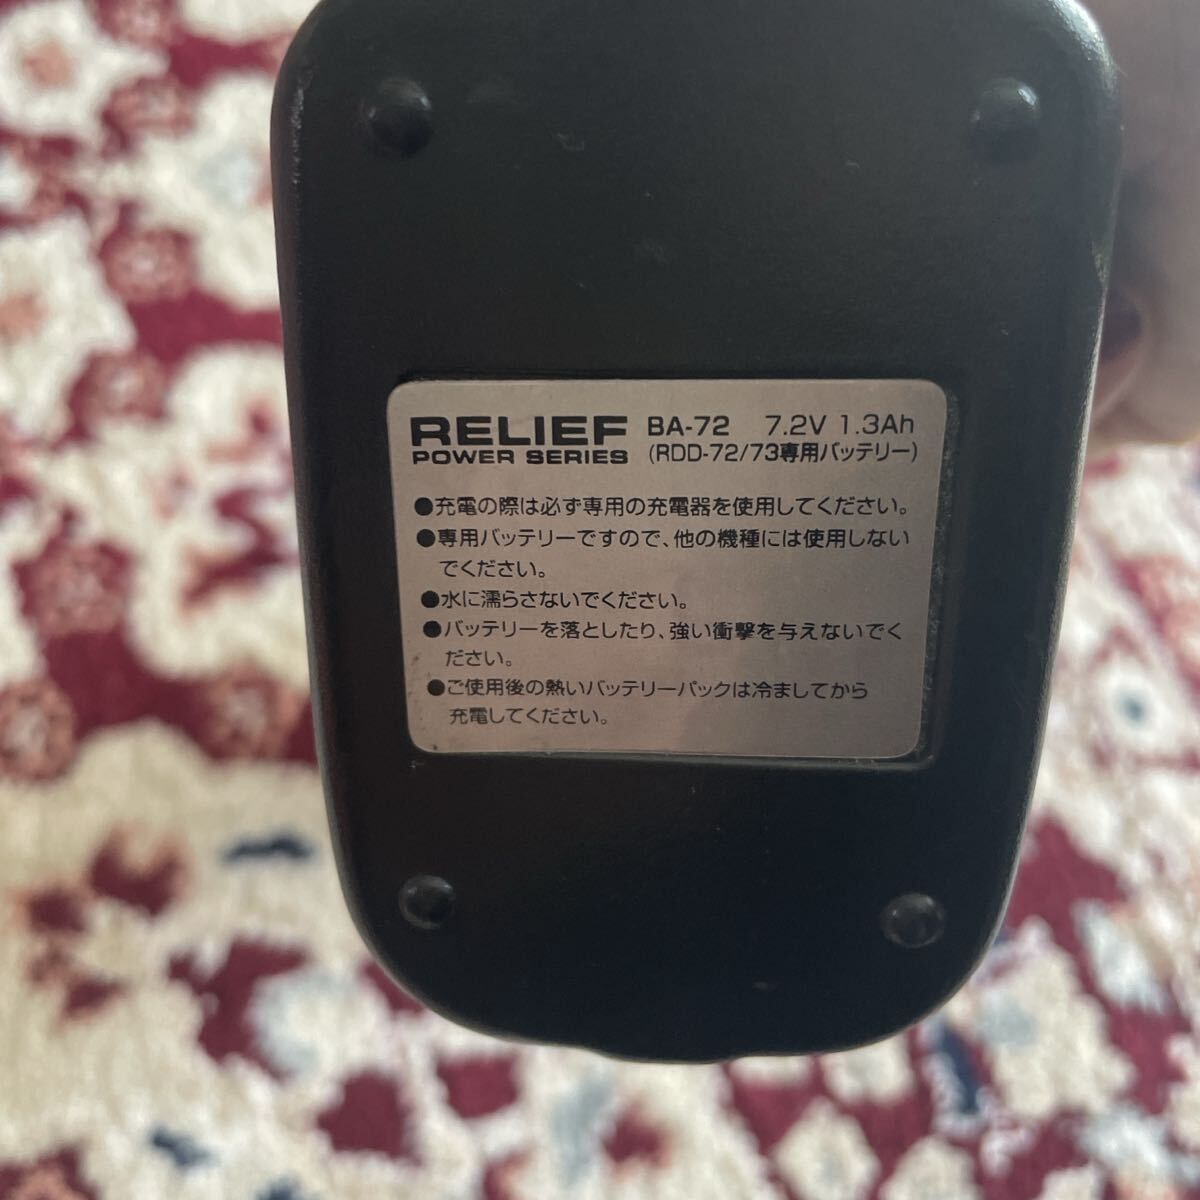 RELIEF BA-72 7.2V 1.3Ah
POWER SERIES (RDD-72/73専用バッテリー)
●充電の際は必ず専用の充電器を使用してください。
●専用バッテリーですので、他の機種には使用しない
でください。
●水に濡らさないでください。
●バッテリーを落としたり、強い衝撃を与えないでく
ださい。
●ご使用後の熱いバッテリーパックは冷ましてから
充電してください。